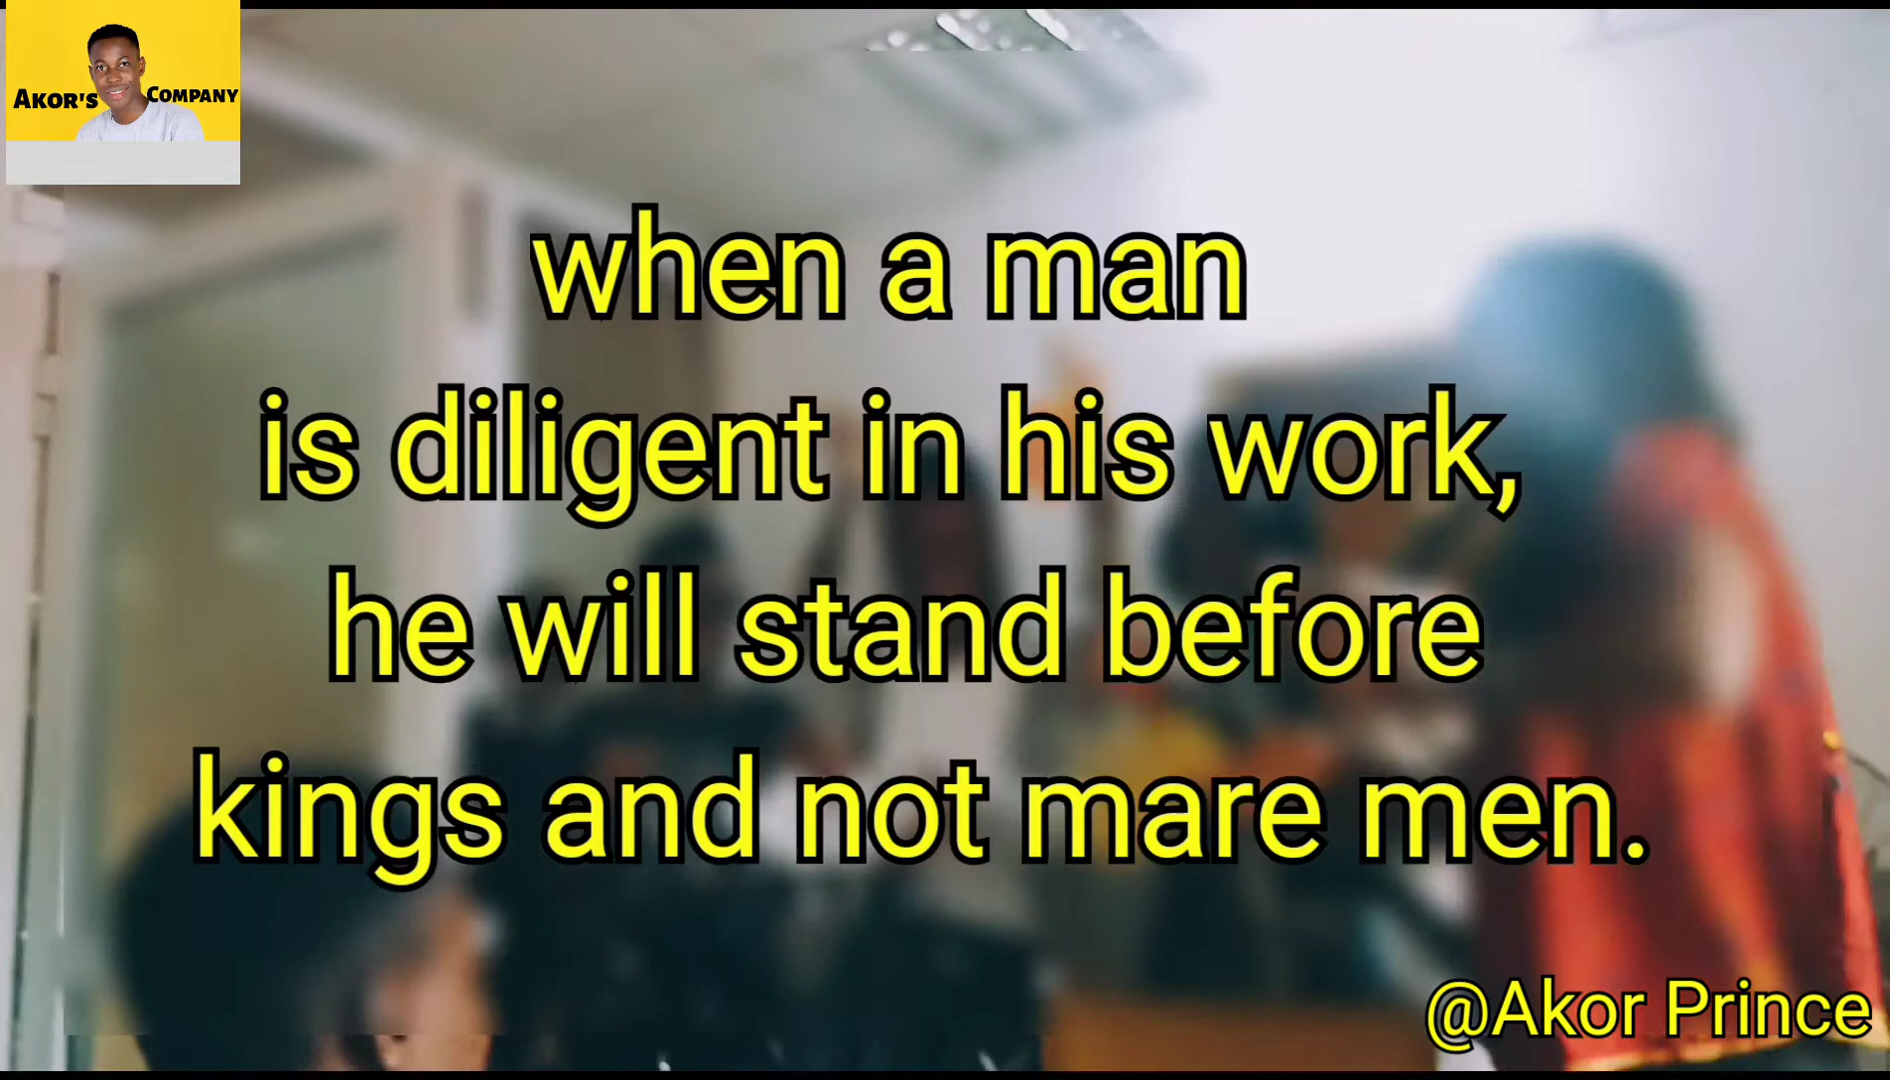 AKOR'S COMPANY
when a man
is diligent in his work,
he will stand before
kings and not mare men.
@Akor Prince